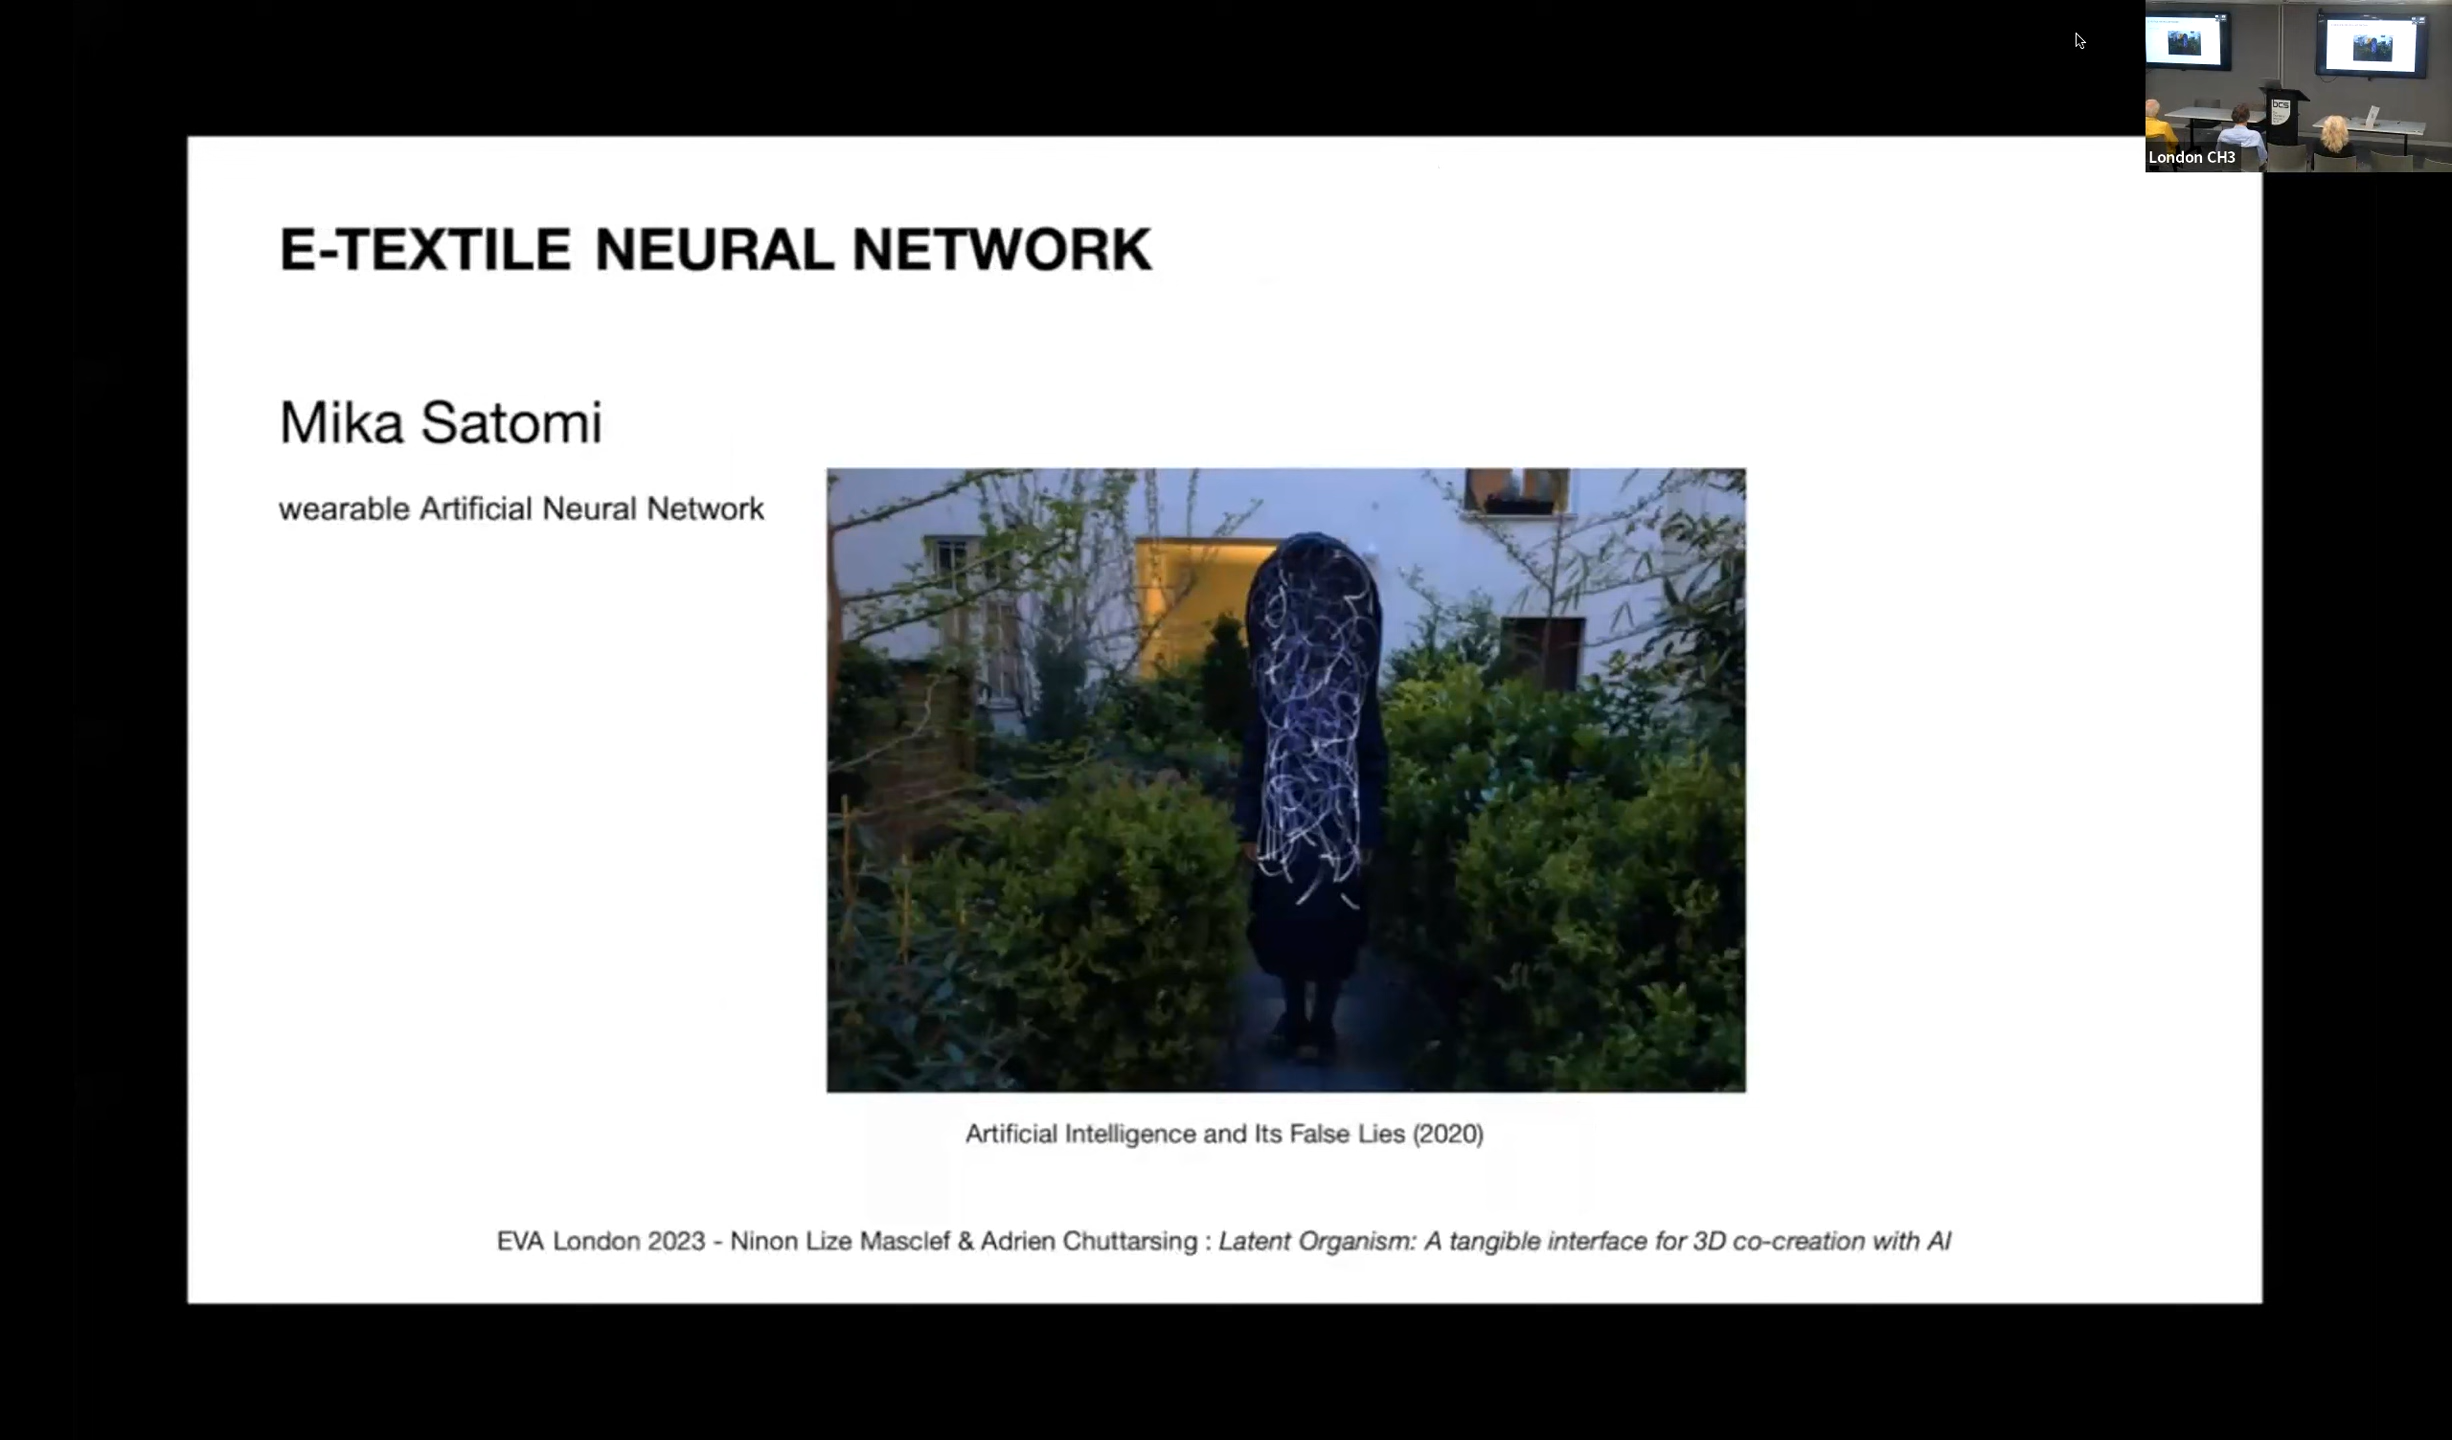 E-TEXTILE NEURAL NETWORK
Mika Satomi
wearable Artificial Neural Network
Artificial Intelligence and Its False Lies (2020)
EVA London 2023 - Ninon Lize Masclef & Adrien Chuttarsing : Latent Organism: A tangible interface for 3D co-creation with AI
bcs
London CH3